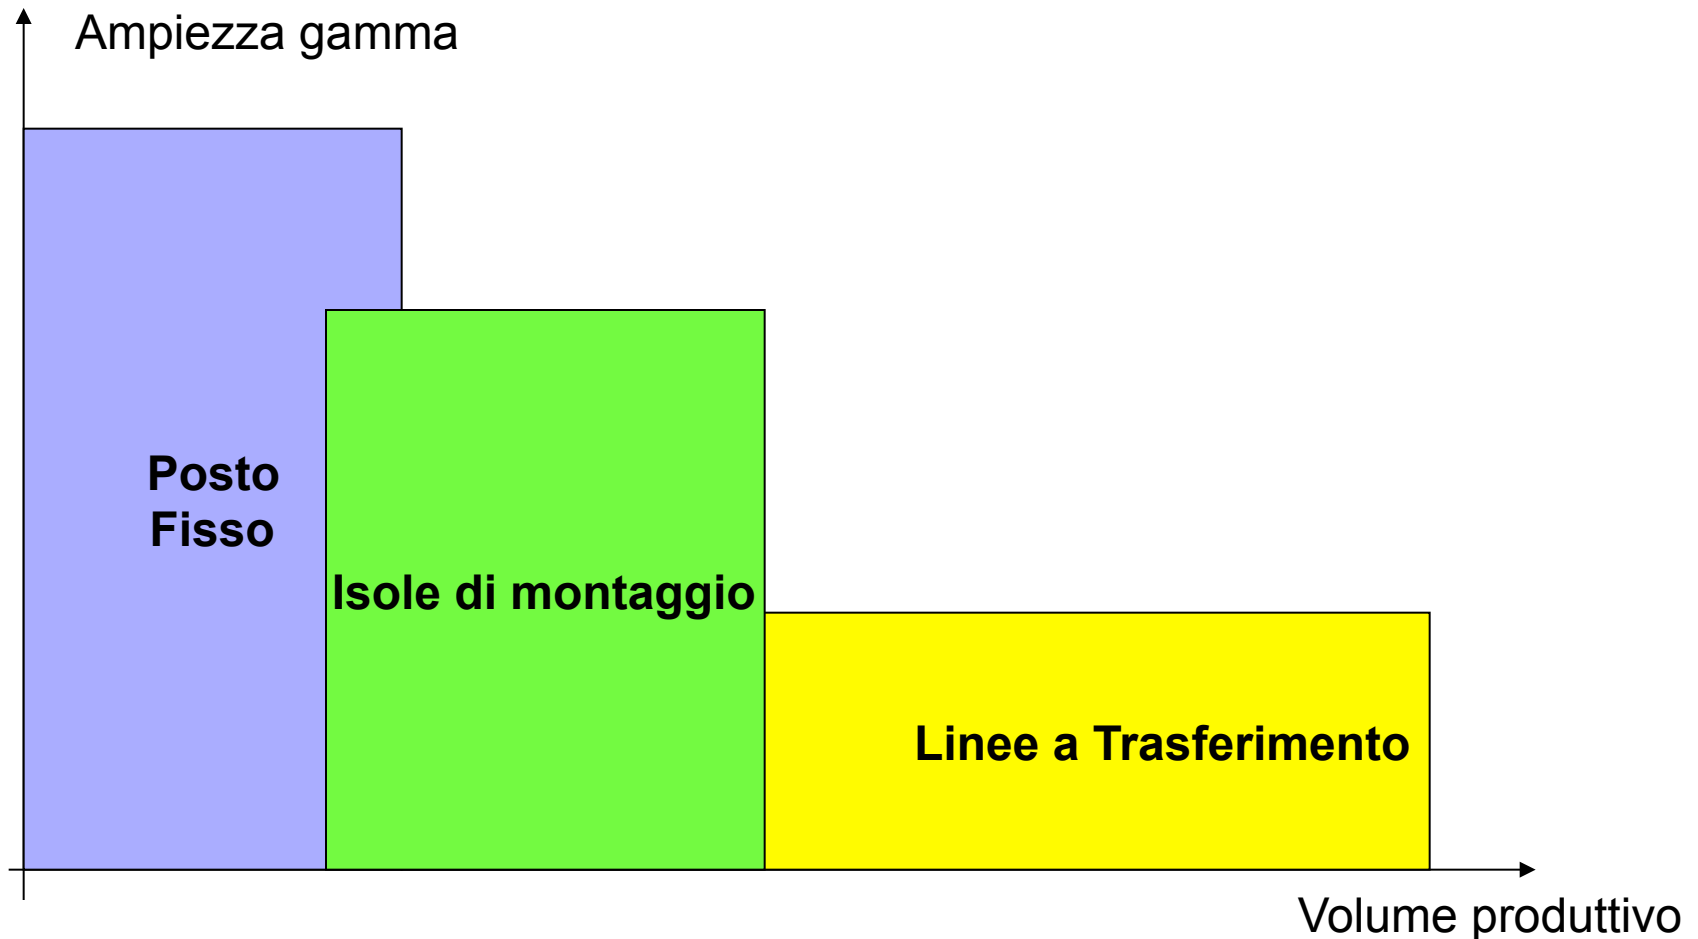 Ampiezza gamma
Posto
Fisso
Isole di montaggio
Linee a Trasferimento
Volume produttivo